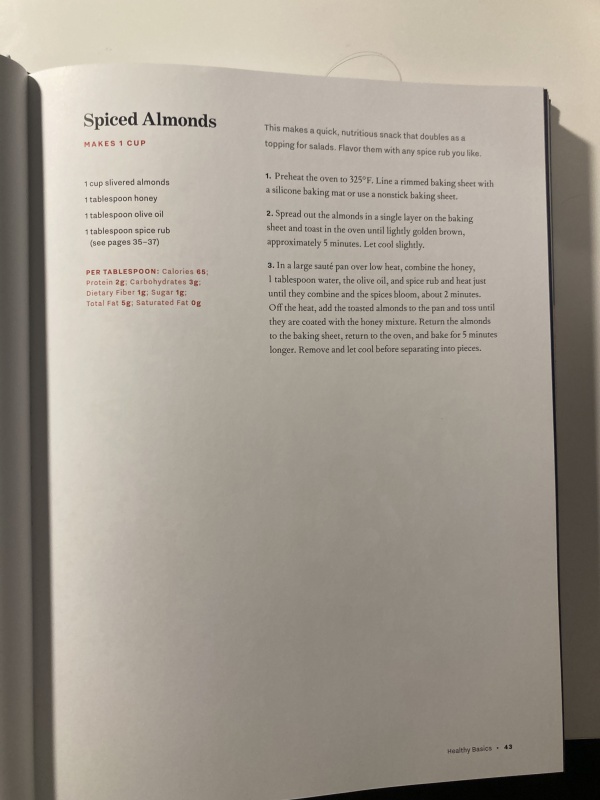 Spiced Almonds
MAKES 1 CUP
1 cup slivered almonds
1 tablespoon honey
1 tablespoon olive oil
1 tablespoon spice rub
(see pages 35–37)
PER TABLESPOON: Calories 65;
Protein 2g; Carbohydrates 3g;
Dietary Fiber 1g; Sugar 1g;
Total Fat 5g; Saturated Fat 0g
This makes a quick, nutritious snack that doubles as a
topping for salads. Flavor them with any spice rub you like.
1. Preheat the oven to 325°F. Line a rimmed baking sheet with
a silicone baking mat or use a nonstick baking sheet.
2. Spread out the almonds in a single layer on the baking
sheet and toast in the oven until lightly golden brown,
approximately 5 minutes. Let cool slightly.
3. In a large sauté pan over low heat, combine the honey,
1 tablespoon water, the olive oil, and spice rub and heat just
until they combine and the spices bloom, about 2 minutes.
Off the heat, add the toasted almonds to the pan and toss until
they are coated with the honey mixture. Return the almonds
to the baking sheet, return to the oven, and bake for 5 minutes
longer. Remove and let cool before separating into pieces.
Healthy Basics • 43